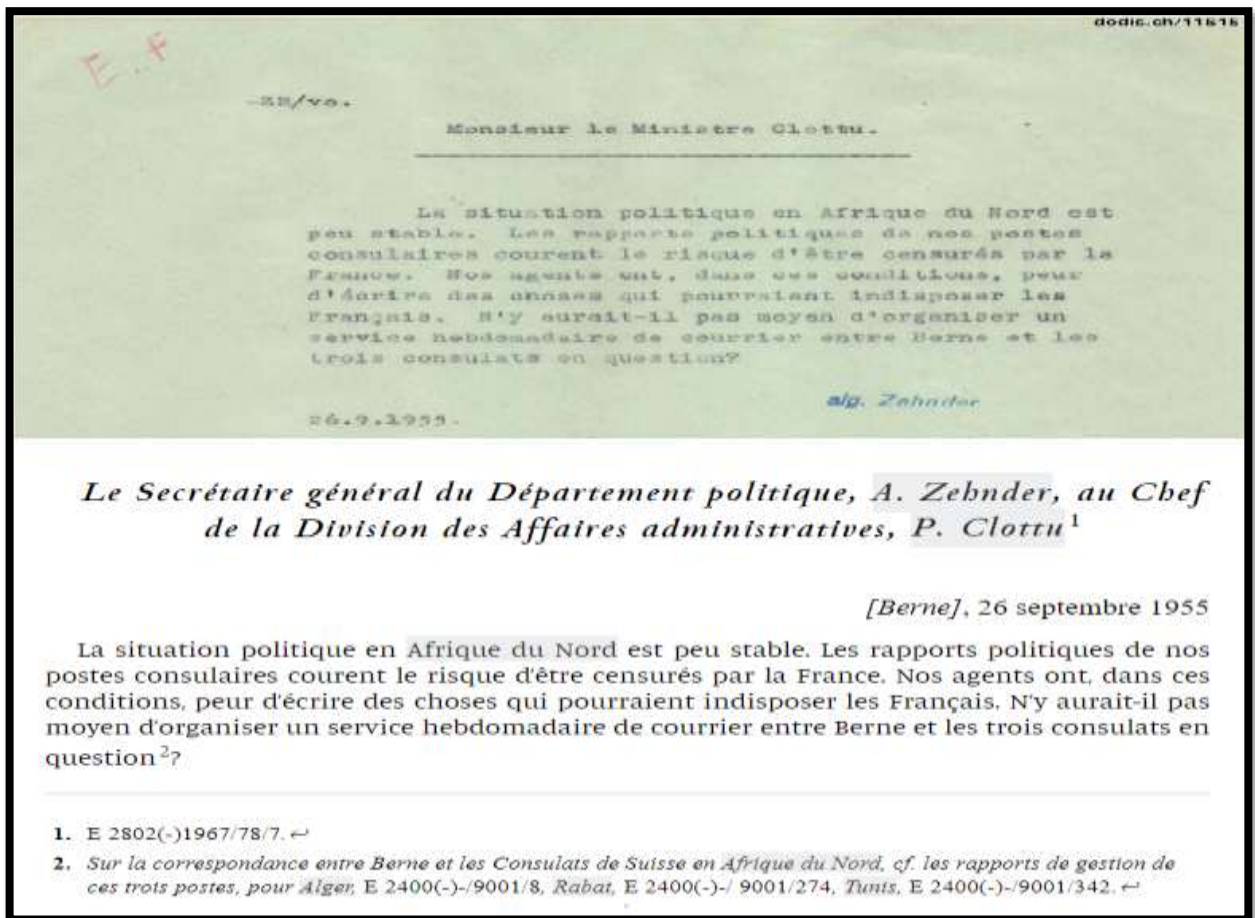 dodis.ch/11515
E.F
-ZZ/vo.
Monsieur le Ministre Clottu.
La situation politique en Afrique du Nord est
peu stable. Les rapports politiques de nos postes
consulaires courent le risque d'être censurés par la
France. Nos agents ont, dans ces conditions, peur
d'écrire des choses qui pourraient indisposer les
Français. N'y aurait-il pas moyen d'organiser un
service hebdomadaire de courrier entre Berne et les
trois consulats en question?
sig. Zehnder
26.9.1955.
Le Secrétaire général du Département politique, A. Zehnder, au Chef
de la Division des Affaires administratives, P. Clottu 1
[Berne], 26 septembre 1955
La situation politique en Afrique du Nord est peu stable. Les rapports politiques de nos
postes consulaires courent le risque d'être censurés par la France. Nos agents ont, dans ces
conditions, peur d'écrire des choses qui pourraient indisposer les Français. N'y aurait-il pas
moyen d'organiser un service hebdomadaire de courrier entre Berne et les trois consulats en
question 2?
1. E 2802(-)1967/78/7. ↩
2. Sur la correspondance entre Berne et les Consulats de Suisse en Afrique du Nord, cf. les rapports de gestion de
ces trois postes, pour Alger, E 2400(-)-/9001/8, Rabat, E 2400(-)-/ 9001/274, Tunis, E 2400(-)-/9001/342. ↩